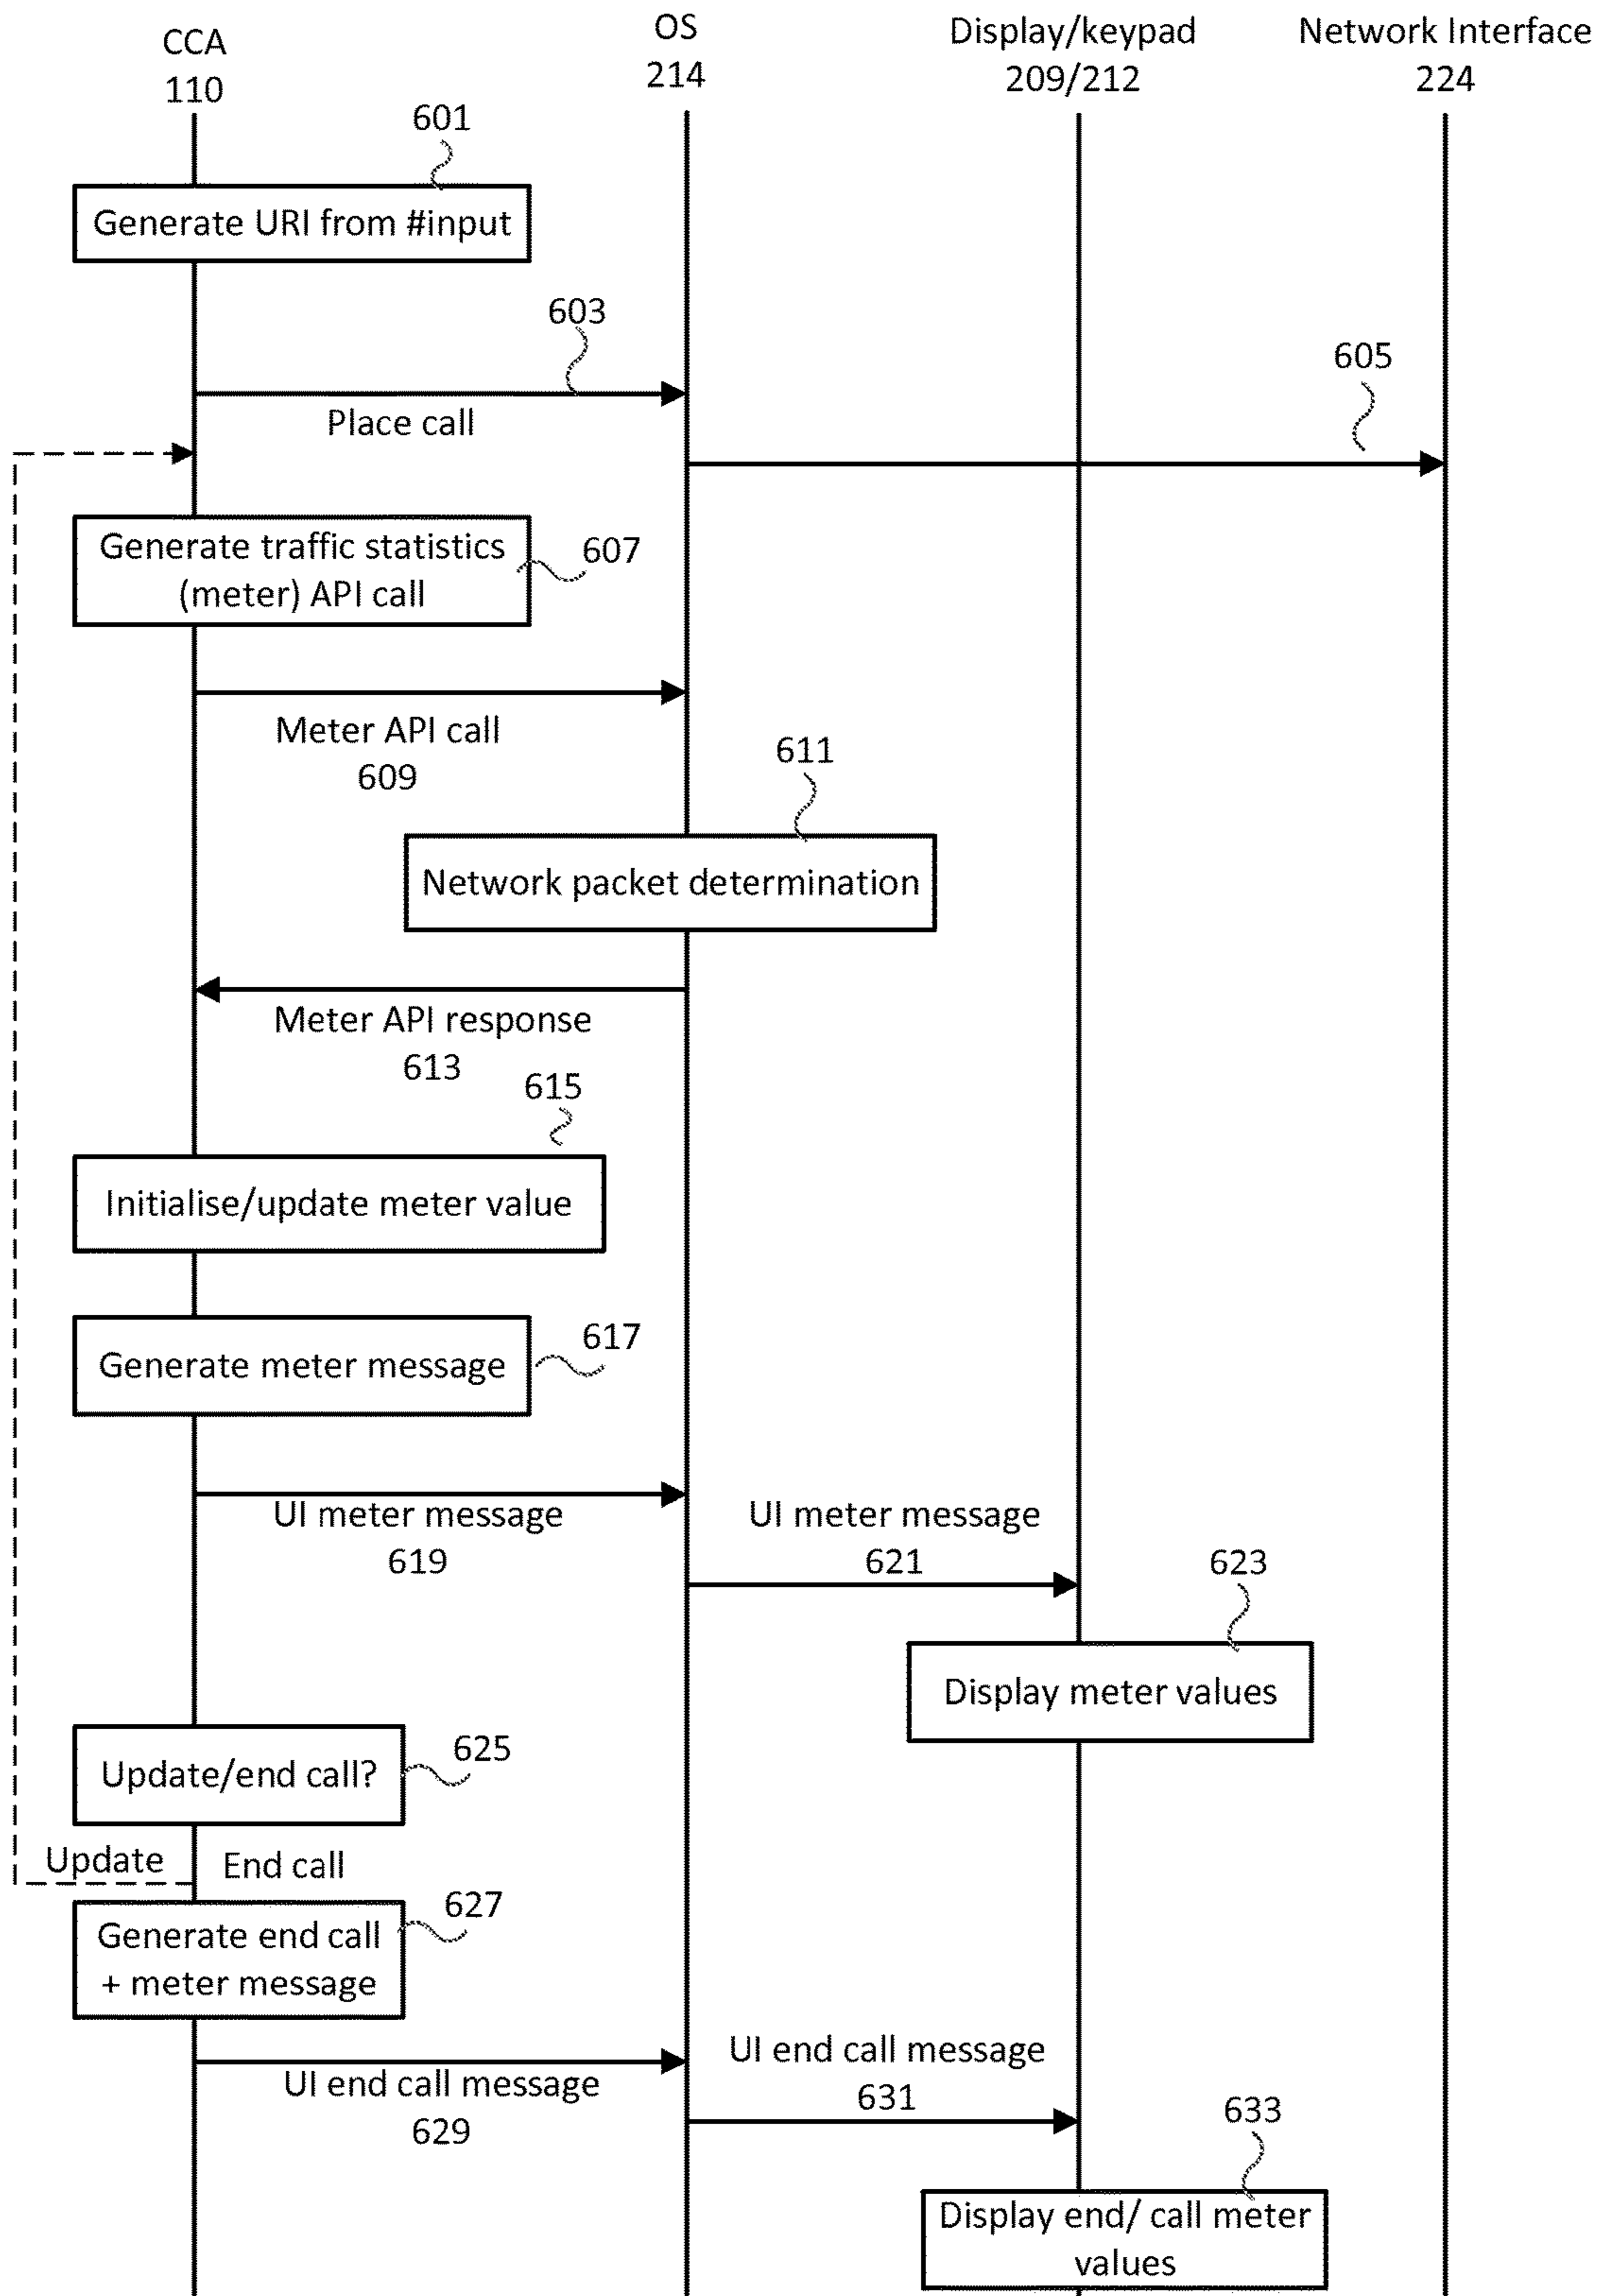 CCA
110
OS
214
Display/keypad
209/212
Network Interface
224
601
Generate URI from #input
603
Place call
605
Generate traffic statistics
(meter) API call
607
Meter API call
609
611
Network packet determination
Meter API response
613
615
Initialise/update meter value
Generate meter message
617
UI meter message
619
UI meter message
621
623
Display meter values
Update/end call?
625
Update
End call
Generate end call
+ meter message
627
UI end call message
629
UI end call message
631
633
Display end/ call meter
values